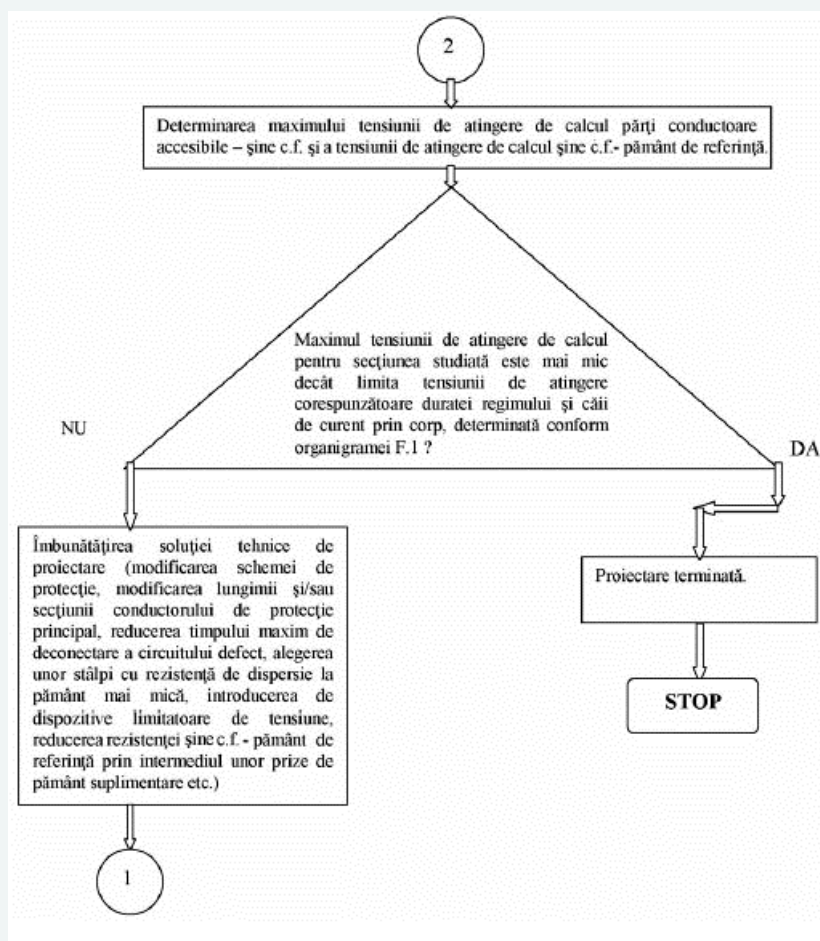 2
Determinarea maximului tensiunii de atingere de calcul părţi conductoare
accesibile – şine c.f. şi a tensiunii de atingere de calcul şine c.f.- pământ de referinţă.
Maximul tensiunii de atingere de calcul
pentru secţiunea studiată este mai mic
decât limita tensiunii de atingere
corespunzătoare duratei regimului şi căii
de curent prin corp, determinată conform
organigramei F.1 ?
NU
DA
Îmbunătăţirea soluţiei tehnice de
proiectare (modificarea schemei de
protecţie, modificarea lungimii şi/sau
secţiunii conductorului de protecţie
principal, reducerea timpului maxim de
deconectare a circuitului defect, alegerea
unor stâlpi cu rezistenţă de dispersie la
pământ mai mică, introducerea de
dispozitive limitatoare de tensiune,
reducerea rezistenţei şine c.f. - pământ de
referinţă prin intermediul unor prize de
pământ suplimentare etc.)
Proiectare terminată.
STOP
1